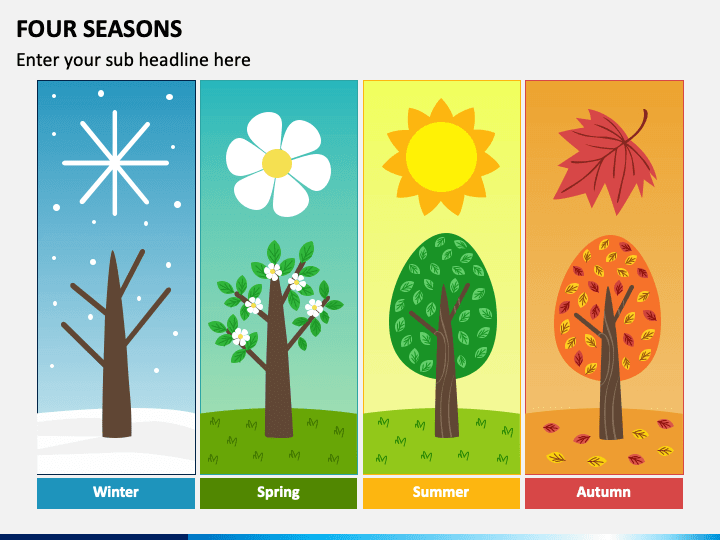 FOUR SEASONS
Enter your sub headline here
Winter
Spring
Summer
Autumn